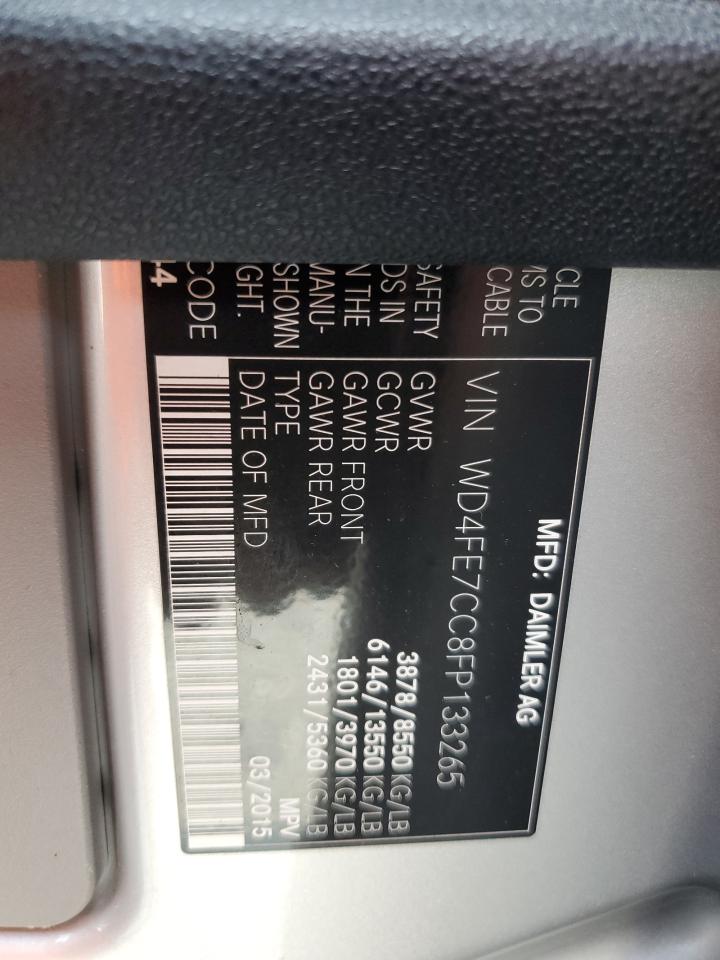 CLE
MS TO
CABLE
SAFETY
DS IN
N THE
MANU-
SHOWN
GHT.
CODE
44
MFD: DAIMLER AG
VIN WD4FE7CC8FP133265
GVWR 3878/8550 KG/LB
GCWR 6146/13550 KG/LB
GAWR FRONT 1801/3970 KG/LB
GAWR REAR 2431/5360 KG/LB
TYPE MPV
DATE OF MFD 03/2015